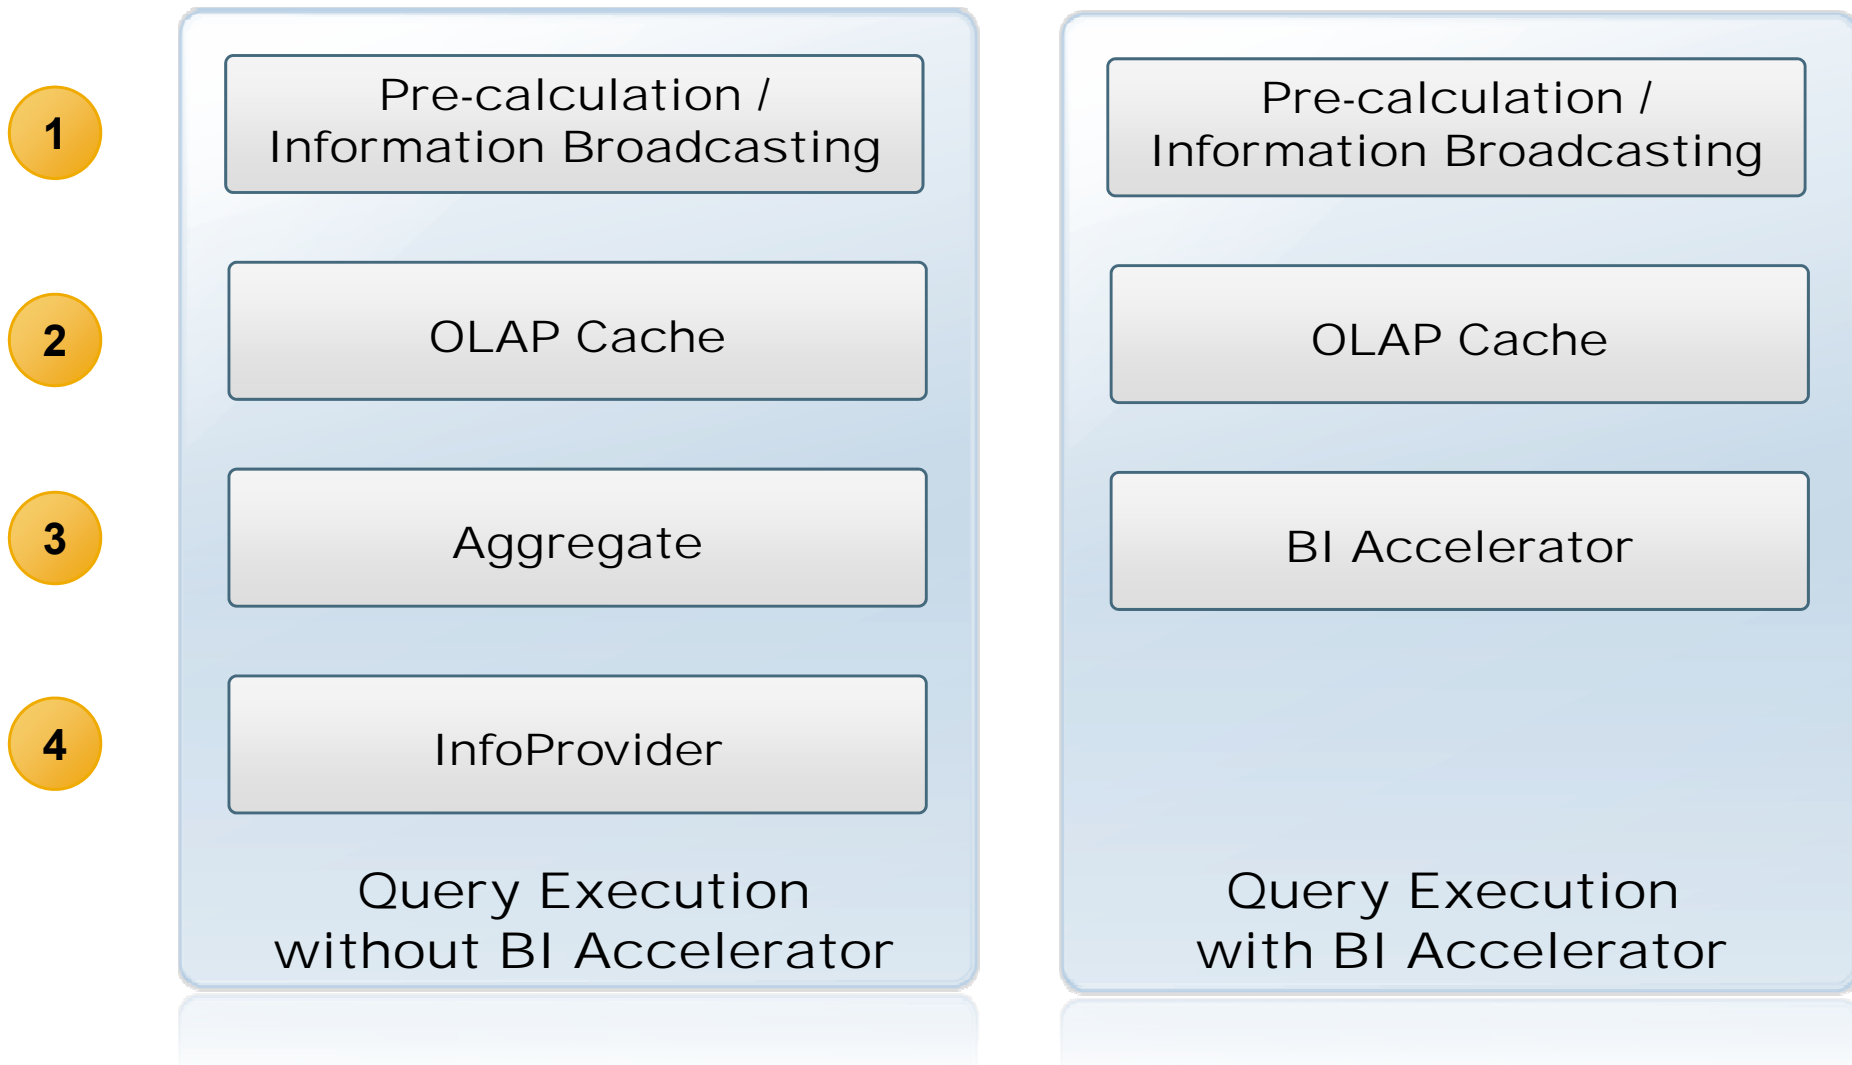 1
Pre-calculation /
Information Broadcasting
Pre-calculation /
Information Broadcasting
2
OLAP Cache
OLAP Cache
3
Aggregate
BI Accelerator
4
InfoProvider
Query Execution
without BI Accelerator
Query Execution
with BI Accelerator